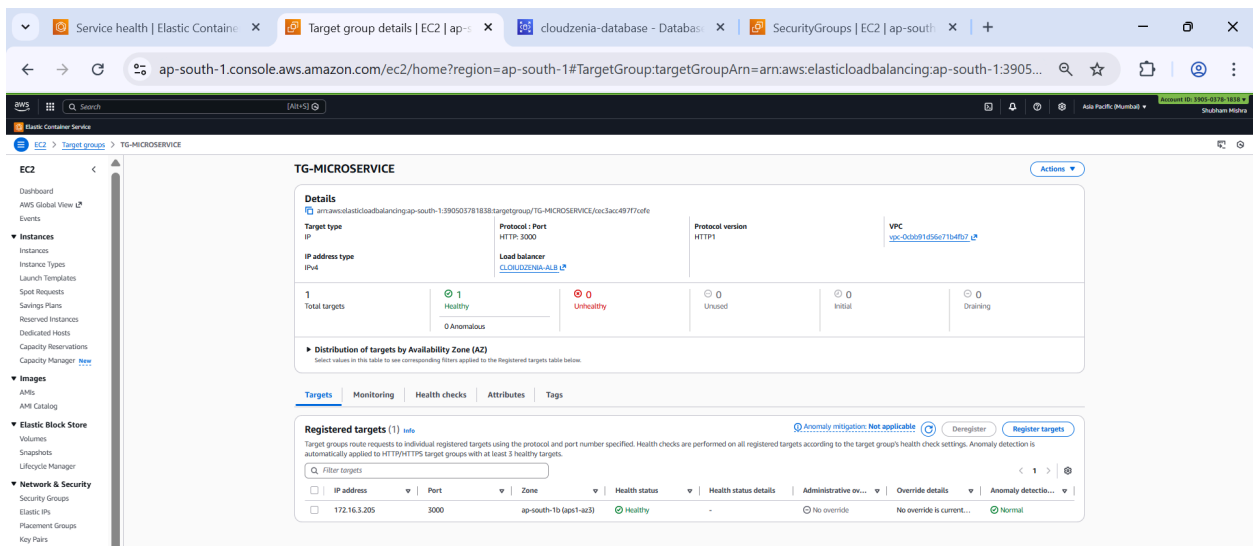 Service health | Elastic Containe
Target group details | EC2 | ap-s
cloudzenia-database - Databas
SecurityGroups | EC2 | ap-south
ap-south-1.console.aws.amazon.com/ec2/home?region=ap-south-1#TargetGroup:targetGroupArn=arn:aws:elasticloadbalancing:ap-south-1:3905...
aws
Search
[Alt+S]
Asia Pacific (Mumbai)
Account ID: 3905-0378-1838
Shubham Mishra
Elastic Container Service
EC2 > Target groups > TG-MICROSERVICE
EC2
Dashboard
AWS Global View
Events
Instances
Instances
Instance Types
Launch Templates
Spot Requests
Savings Plans
Reserved Instances
Dedicated Hosts
Capacity Reservations
Capacity Manager New
Images
AMIs
AMI Catalog
Elastic Block Store
Volumes
Snapshots
Lifecycle Manager
Network & Security
Security Groups
Elastic IPs
Placement Groups
Key Pairs
TG-MICROSERVICE
Actions
Details
arn:aws:elasticloadbalancing:ap-south-1:390503781838:targetgroup/TG-MICROSERVICE/cec3acc497f7cefe
Target type
IP
Protocol : Port
HTTP: 3000
Protocol version
HTTP1
VPC
vpc-0cbb91d56e71b4fb7
IP address type
IPv4
Load balancer
CLOIUDZENIA-ALB
1
Total targets
1
Healthy
0 Anomalous
0
Unhealthy
0
Unused
0
Initial
0
Draining
Distribution of targets by Availability Zone (AZ)
Select values in this table to see corresponding filters applied to the Registered targets table below.
Targets
Monitoring
Health checks
Attributes
Tags
Registered targets (1) Info
Anomaly mitigation: Not applicable
Deregister
Register targets
Target groups route requests to individual registered targets using the protocol and port number specified. Health checks are performed on all registered targets according to the target group's health check settings. Anomaly detection is
automatically applied to HTTP/HTTPS target groups with at least 3 healthy targets.
Filter targets
1
IP address Port Zone Health status Health status details Administrative ov... Override details Anomaly detectio...
172.16.3.205 3000 ap-south-1b (aps1-az3) Healthy - No override No override is current... Normal